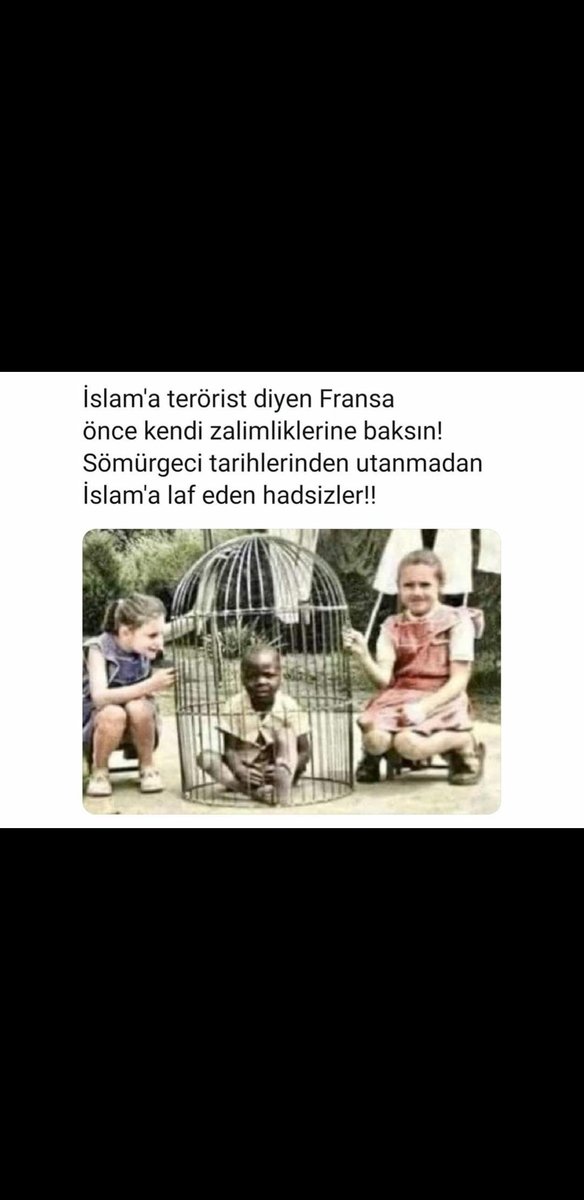 İslam'a terörist diyen Fransa
önce kendi zalimliklerine baksın!
Sömürgeci tarihlerinden utanmadan
İslam'a laf eden hadsizler!!